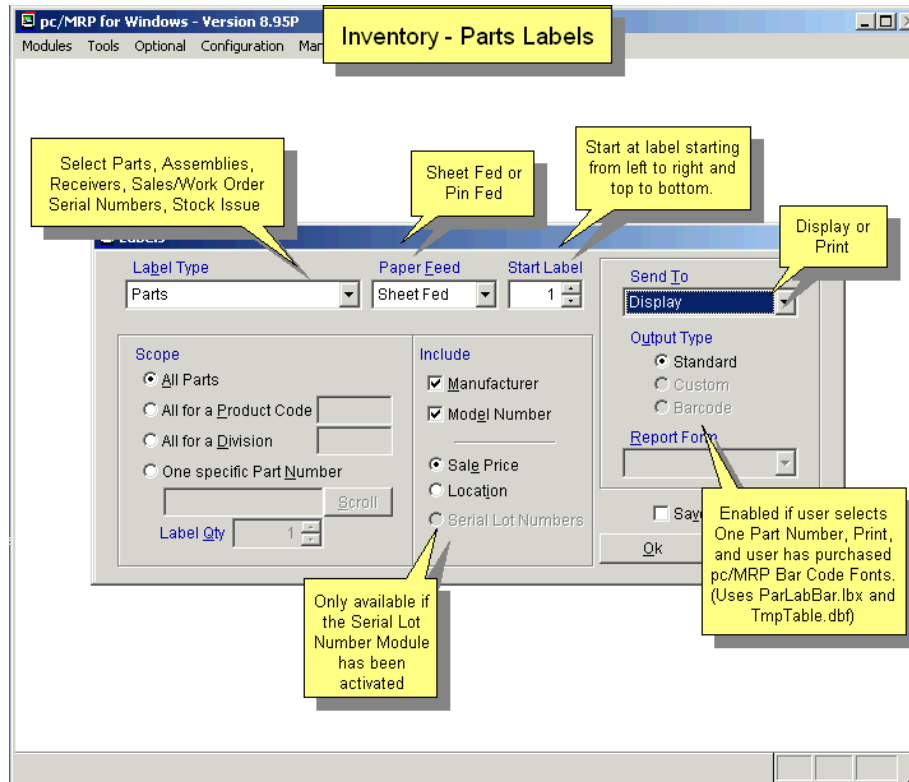 pc/MRP for Windows - Version 8.95P
Modules Tools Optional Configuration
Inventory - Parts Labels
Select Parts, Assemblies,
Receivers, Sales/Work Order
Serial Numbers, Stock Issue
Sheet Fed or
Pin Fed
Start at label starting
from left to right and
top to bottom.
Display or
Print
Labels
Label Type
Paper Feed
Start Label
Send To
Parts
Sheet Fed
1
Display
Scope
All Parts
All for a Product Code
All for a Division
One specific Part Number
Scroll
Label Qty 1
Include
Manufacturer
Model Number
Sale Price
Location
Serial Lot Numbers
Output Type
Standard
Custom
Barcode
Report Form
Ok
Only available if
the Serial Lot
Number Module
has been
activated
Enabled if user selects
One Part Number, Print,
and user has purchased
pc/MRP Bar Code Fonts.
(Uses ParLabBar.lbx and
TmpTable.dbf)